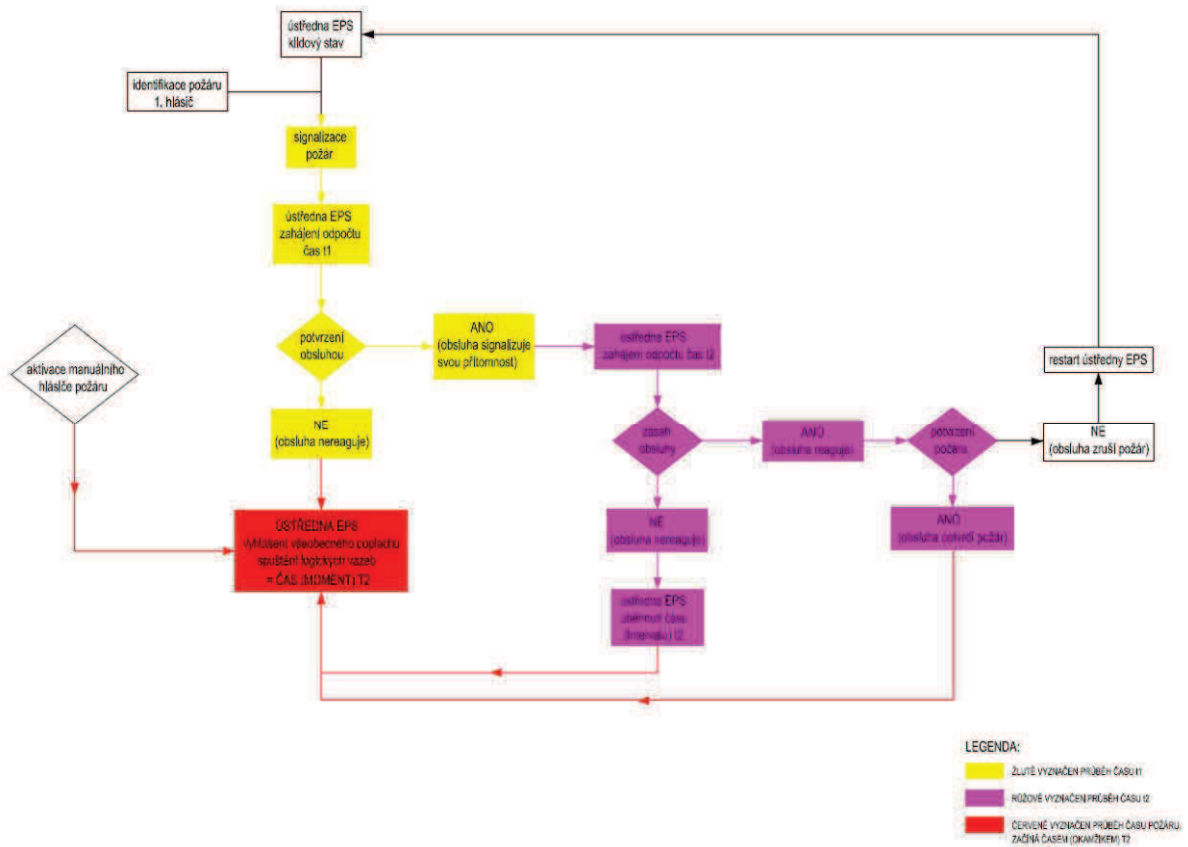 ústředna EPS
klidový stav
identifikace požáru
1. hlásič
signalizace
požár
ústředna EPS
zahájení odpočtu
čas t1
potvrzení
obsluhou
ANO
(obsluha signalizuje
svou přítomnost)
ústředna EPS
zahájení odpočtu čas t2
aktivace manuálního
hlásiče požáru
restart ústředny EPS
NE
(obsluha nereaguje)
zásah
obsluhy
ANO
(obsluha reaguje)
potvrzení
požáru
NE
(obsluha zruší požár)
ÚSTŘEDNA EPS
vyhlášení všeobecného poplachu
spuštění logických vazeb
= ČAS (MOMENT) T2
NE
(obsluha nereaguje)
ANO
(obsluha potvrdí požár)
ústředna EPS
uběhnutí času
(intervalu) t2
LEGENDA:
ŽLUTĚ VYZNAČEN PRŮBĚH ČASU t1
RŮŽOVĚ VYZNAČEN PRŮBĚH ČASU t2
ČERVENĚ VYZNAČEN PRŮBĚH ČASU POŽÁRU,
ZAČÍNÁ ČASEM (OKAMŽIKEM) T2